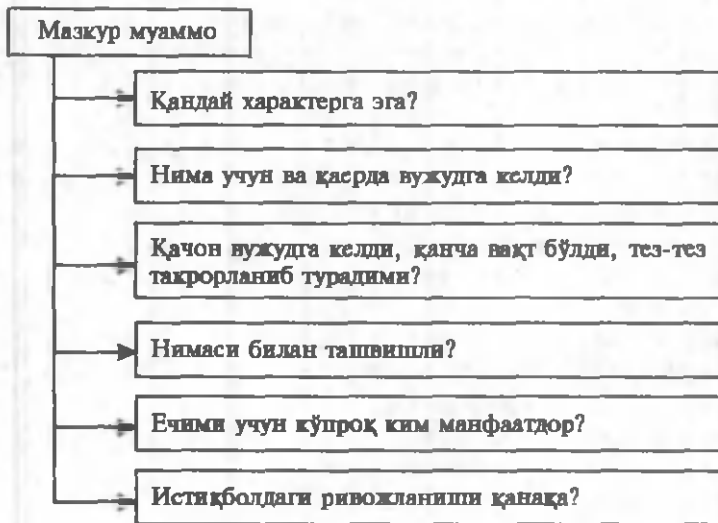 Мазкур муаммо
Қандай характерга эга?
Нима учун ва қаерда вужудга келди?
Қачон вужудга келди, қанча вақт бўлди, тез-тез
такрорланиб турадими?
Нимаси билан ташвишли?
Ечими учун кўпроқ ким манфаатдор?
Истиқболдаги ривожланиши қанақа?